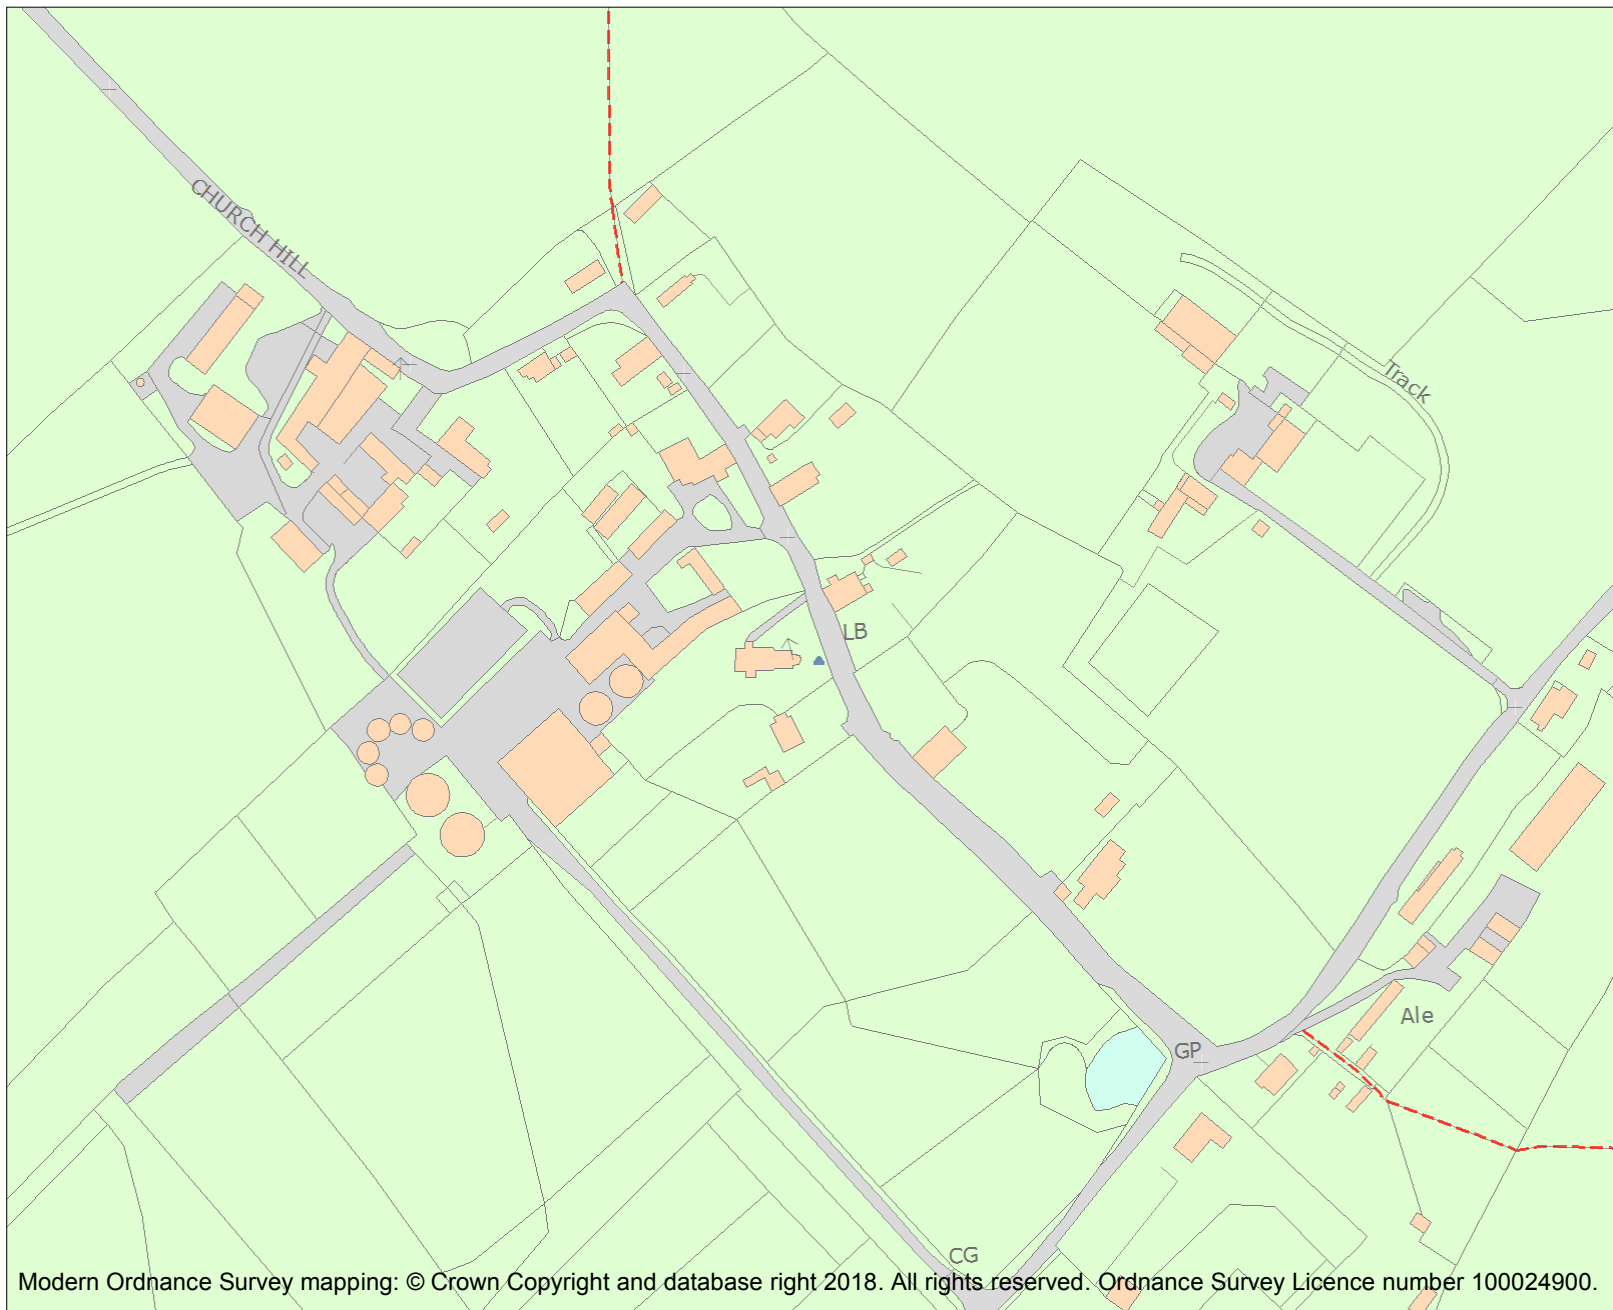 CHURCH HILL
Track
LB
Ale
GP
CG
Modern Ordnance Survey mapping: © Crown Copyright and database right 2018. All rights reserved. Ordnance Survey Licence number 100024900.